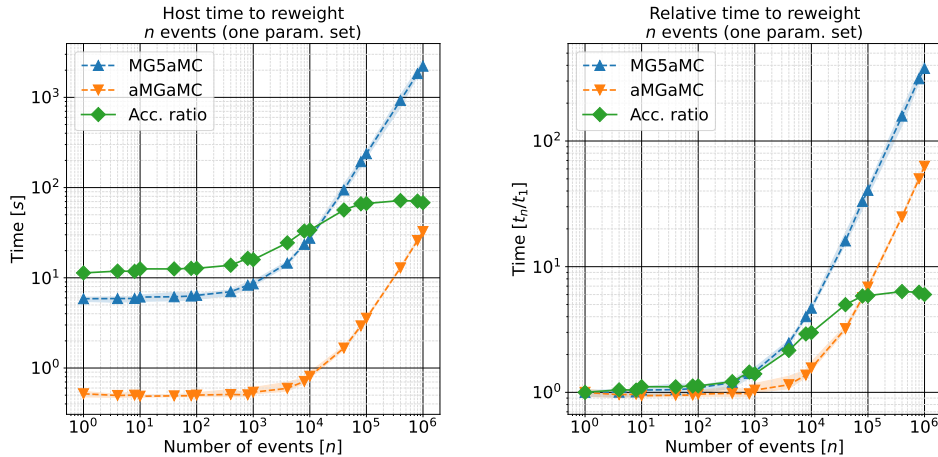 Host time to reweight
n events (one param. set)
MG5aMC
aMGaMC
Acc. ratio
Time [s]
10³
10²
10¹
10⁰
10⁰ 10¹ 10² 10³ 10⁴ 10⁵ 10⁶
Number of events [n]
Relative time to reweight
n events (one param. set)
MG5aMC
aMGaMC
Acc. ratio
Time [tₙ/t₁]
10²
10¹
10⁰
10⁰ 10¹ 10² 10³ 10⁴ 10⁵ 10⁶
Number of events [n]